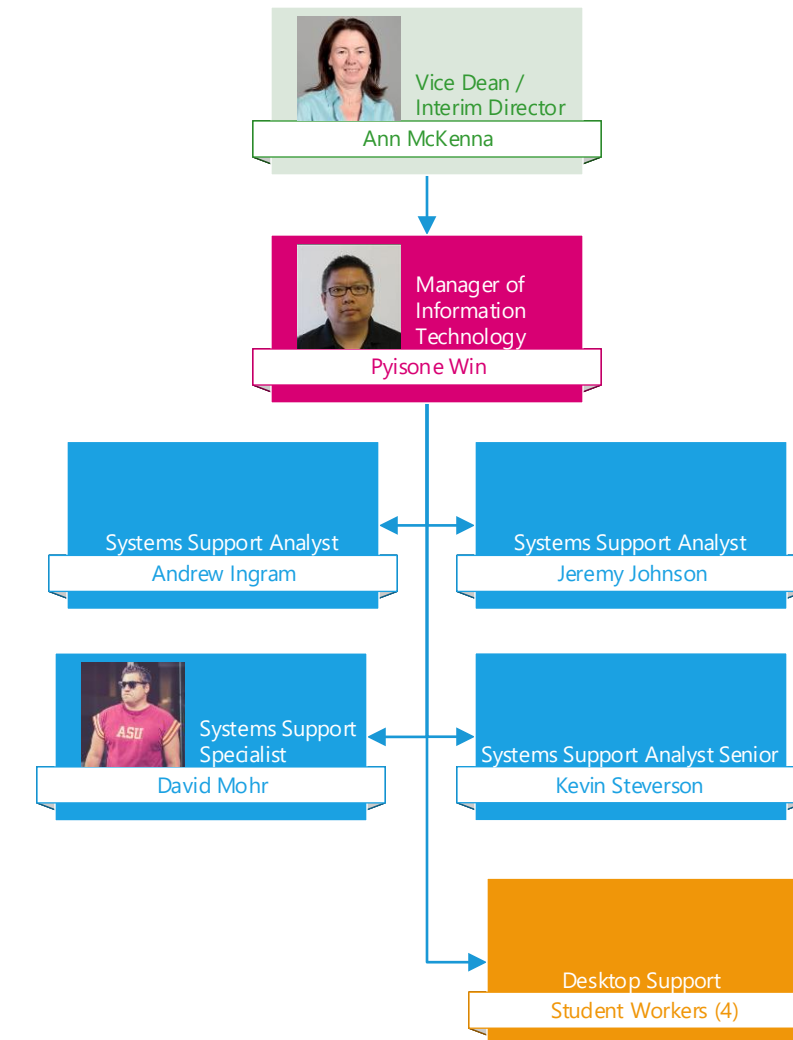 Vice Dean /
Interim Director
Ann McKenna
Manager of
Information
Technology
Pyisone Win
Systems Support Analyst
Andrew Ingram
Systems Support Analyst
Jeremy Johnson
ASU
Systems Support
Specialist
David Mohr
Systems Support Analyst Senior
Kevin Steverson
Desktop Support
Student Workers (4)